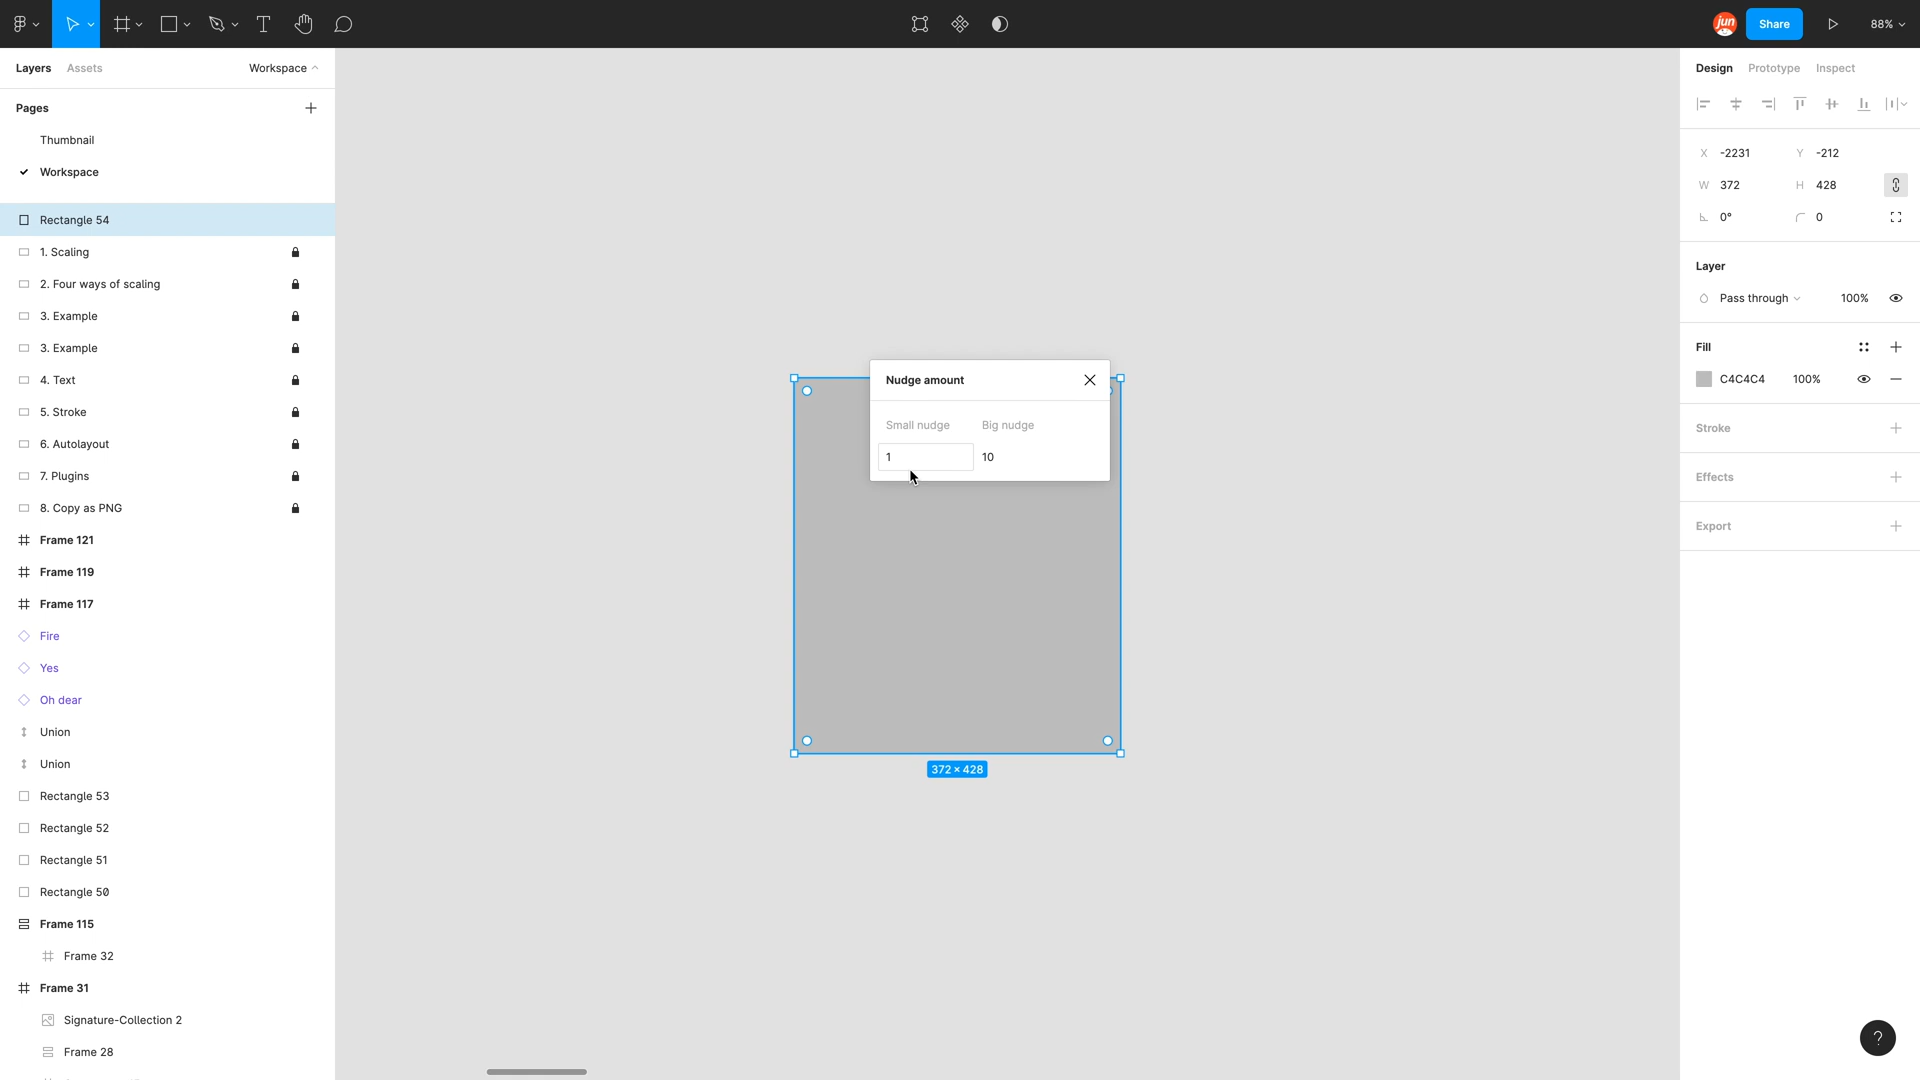 jun
Share
88%
Layers
Assets
Workspace
Pages
Thumbnail
Workspace
Rectangle 54
1. Scaling
2. Four ways of scaling
3. Example
3. Example
4. Text
5. Stroke
6. Autolayout
7. Plugins
8. Copy as PNG
Frame 121
Frame 119
Frame 117
Fire
Yes
Oh dear
Union
Union
Rectangle 53
Rectangle 52
Rectangle 51
Rectangle 50
Frame 115
Frame 32
Frame 31
Signature-Collection 2
Frame 28
Nudge amount
Small nudge
Big nudge
1
10
372 × 428
Design
Prototype
Inspect
X -2231
Y -212
W 372
H 428
0°
0
Layer
Pass through
100%
Fill
C4C4C4
100%
Stroke
Effects
Export
?